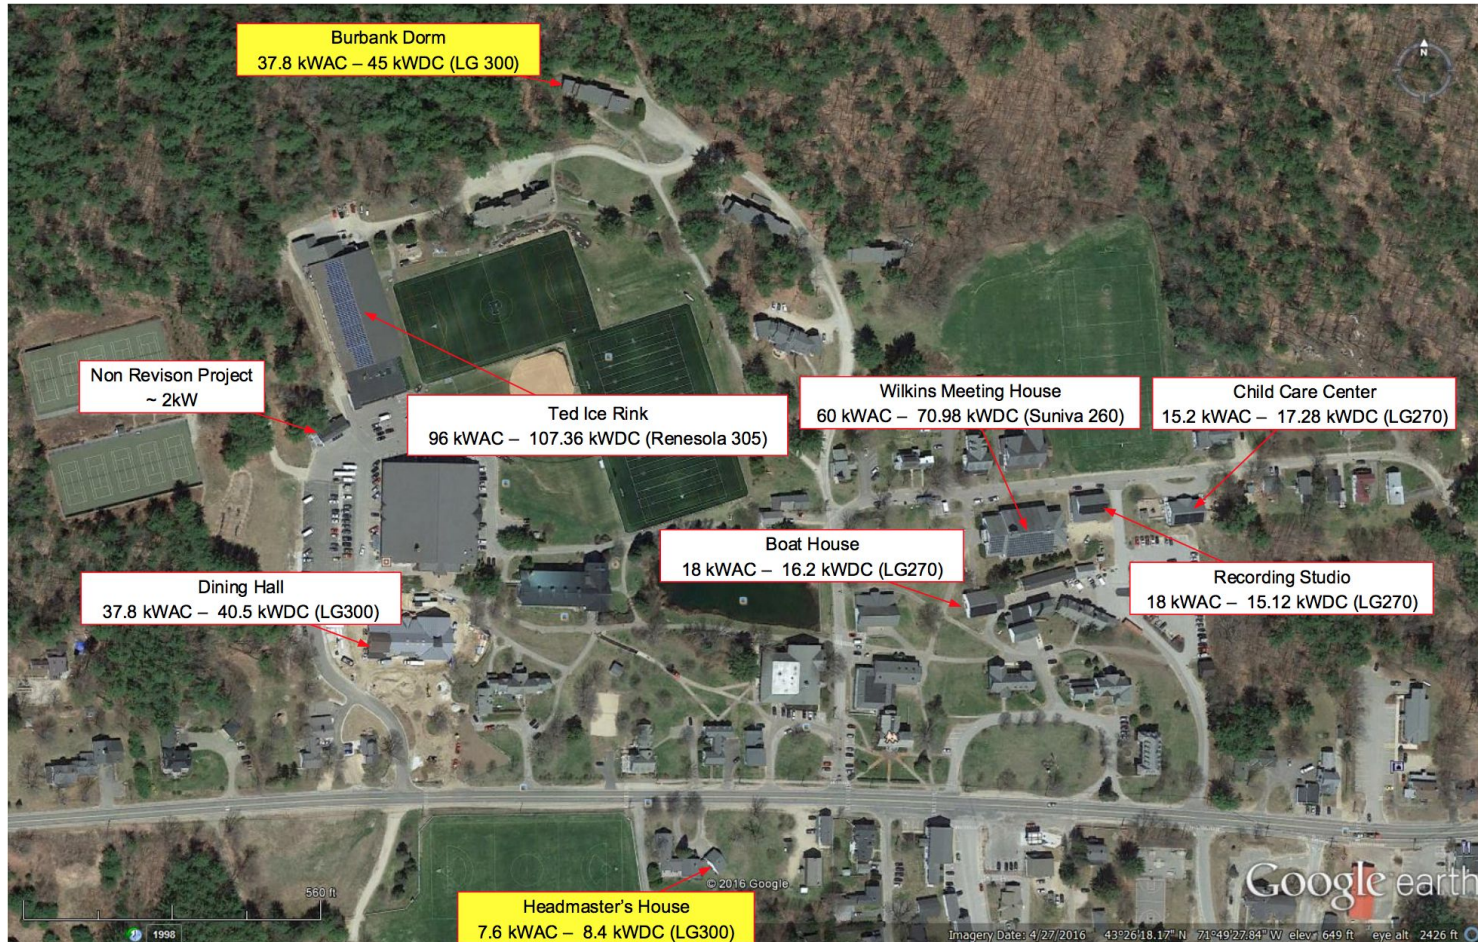 Burbank Dorm
37.8 kWAC – 45 kWDC (LG 300)
N
Non Revison Project
~ 2kW
Ted Ice Rink
96 kWAC – 107.36 kWDC (Renesola 305)
Wilkins Meeting House
60 kWAC – 70.98 kWDC (Suniva 260)
Child Care Center
15.2 kWAC – 17.28 kWDC (LG270)
Boat House
18 kWAC – 16.2 kWDC (LG270)
Recording Studio
18 kWAC – 15.12 kWDC (LG270)
Dining Hall
37.8 kWAC – 40.5 kWDC (LG300)
Headmaster's House
7.6 kWAC – 8.4 kWDC (LG300)
© 2016 Google
560 ft
Google earth
1998
Imagery Date: 4/27/2016 43°26'18.17" N 71°49'27.84" W elev 649 ft eye alt 2426 ft